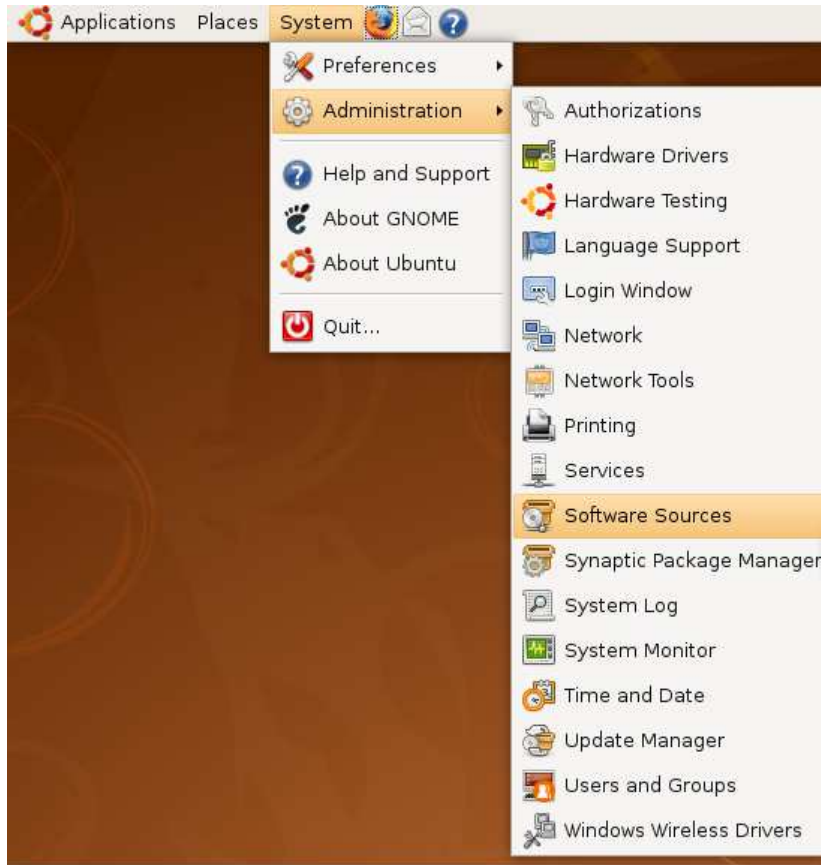 Applications Places System
Preferences
Administration
Help and Support
About GNOME
About Ubuntu
Quit...
Authorizations
Hardware Drivers
Hardware Testing
Language Support
Login Window
Network
Network Tools
Printing
Services
Software Sources
Synaptic Package Manager
System Log
System Monitor
Time and Date
Update Manager
Users and Groups
Windows Wireless Drivers